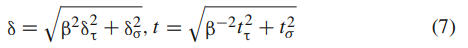 δ = √(β²δ_τ² + δ_σ²), t = √(β⁻²t_τ² + t_σ²) (7)